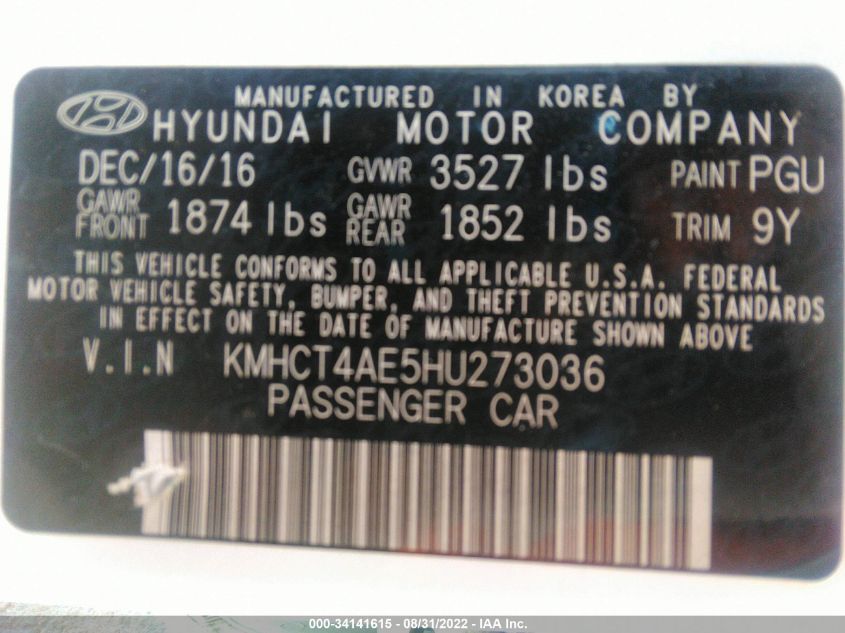 MANUFACTURED IN KOREA BY
HYUNDAI MOTOR COMPANY
DEC/16/16 GVWR 3527 lbs PAINT PGU
GAWR FRONT 1874 lbs GAWR REAR 1852 lbs TRIM 9Y
THIS VEHICLE CONFORMS TO ALL APPLICABLE U.S.A. FEDERAL
MOTOR VEHICLE SAFETY, BUMPER, AND THEFT PREVENTION STANDARDS
IN EFFECT ON THE DATE OF MANUFACTURE SHOWN ABOVE
V.I.N KMHCT4AE5HU273036
PASSENGER CAR
000-34141615 - 08/31/2022 - IAA Inc.